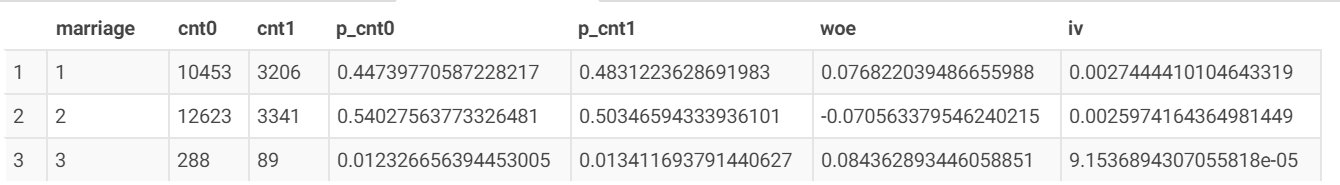 marriage cnt0 cnt1 p_cnt0 p_cnt1 woe iv
1 1 10453 3206 0.44739770587228217 0.4831223628691983 0.076822039486655988 0.0027444410104643319
2 2 12623 3341 0.54027563773326481 0.50346594333936101 -0.070563379546240215 0.0025974164364981449
3 3 288 89 0.012326656394453005 0.013411693791440627 0.084362893446058851 9.1536894307055818e-05